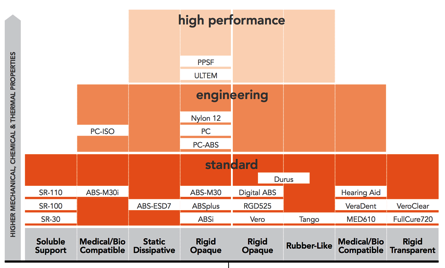 high performance
PPSF
ULTEM
engineering
Nylon 12
PC-ISO PC
PC-ABS
standard
Durus
SR-110 ABS-M30i ABS-M30 Digital ABS Hearing Aid
SR-100 ABS-ESD7 ABSplus RGD525 VeraDent VeroClear
SR-30 ABSi Vero Tango MED610 FullCure720
Soluble Support Medical/Bio Compatible Static Dissipative Rigid Opaque Rigid Opaque Rubber-Like Medical/Bio Compatible Rigid Transparent
HIGHER MECHANICAL, CHEMICAL & THERMAL PROPERTIES